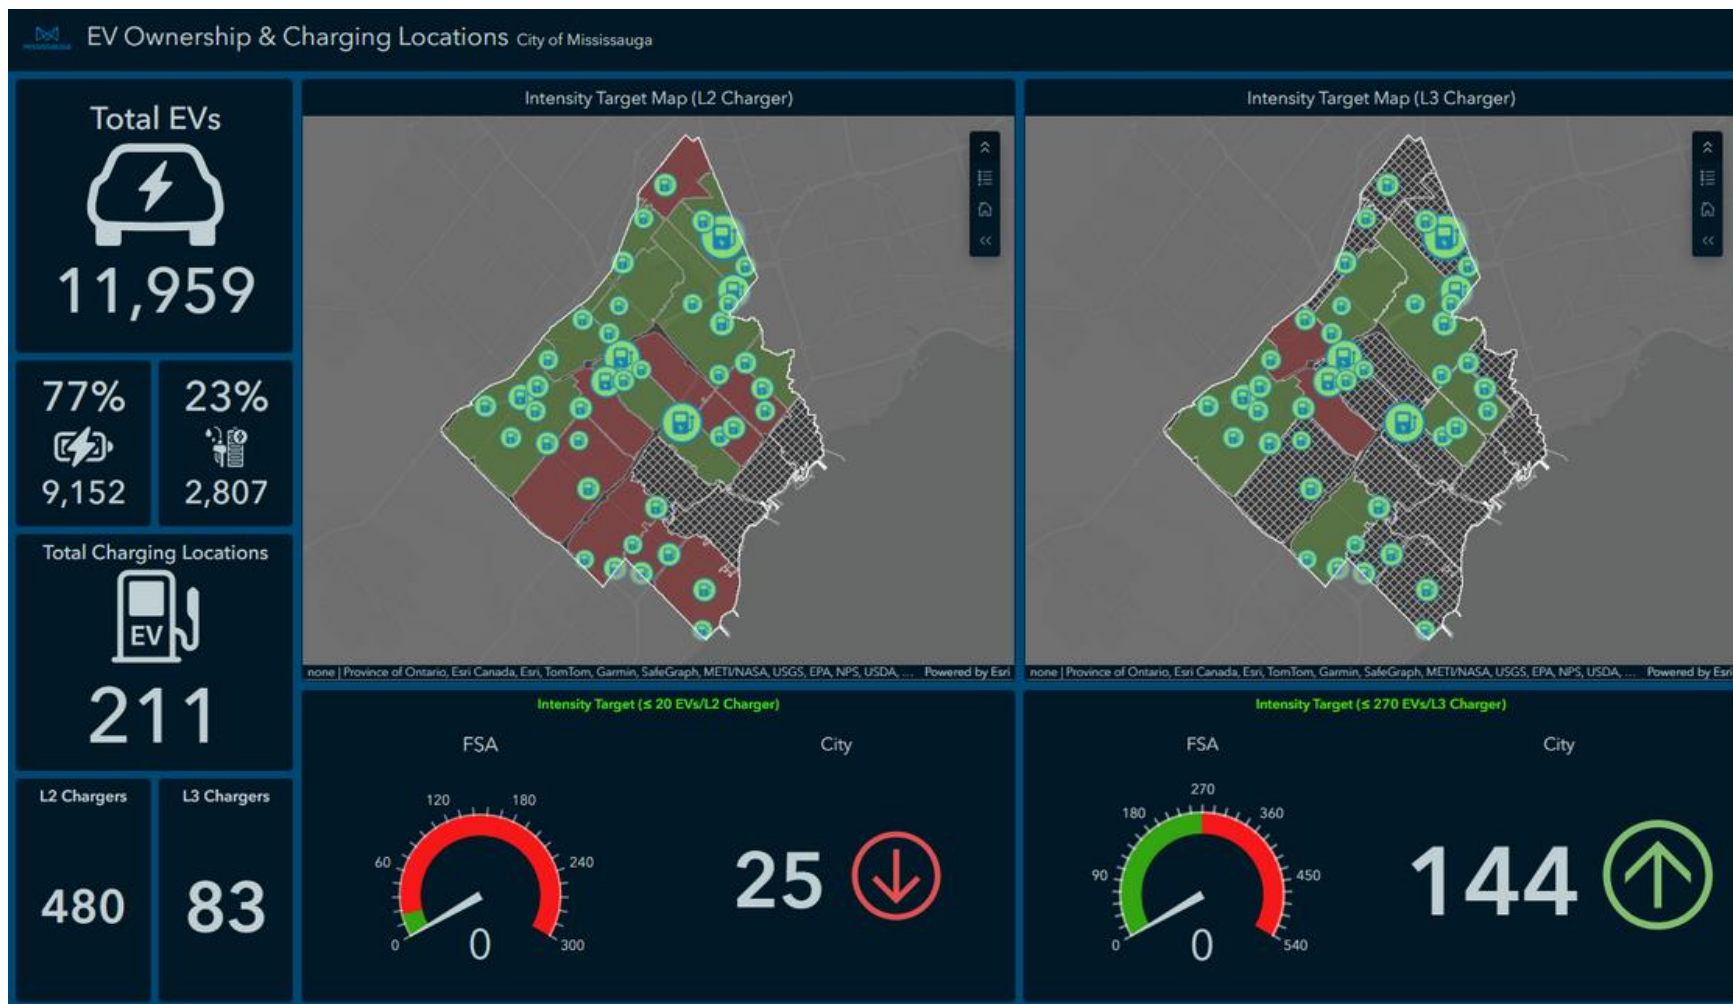 MISSISSAUGA
EV Ownership & Charging Locations City of Mississauga
Total EVs
11,959
77%
9,152
23%
2,807
Total Charging Locations
EV
211
L2 Chargers
480
L3 Chargers
83
Intensity Target Map (L2 Charger)
none | Province of Ontario, Esri Canada, Esri, TomTom, Garmin, SafeGraph, METI/NASA, USGS, EPA, NPS, USDA, ... Powered by Esri
Intensity Target Map (L3 Charger)
none | Province of Ontario, Esri Canada, Esri, TomTom, Garmin, SafeGraph, METI/NASA, USGS, EPA, NPS, USDA, ... Powered by Esri
Intensity Target (≤ 20 EVs/L2 Charger)
FSA
0
60
120
180
240
300
0
City
25
Intensity Target (≤ 270 EVs/L3 Charger)
FSA
0
90
180
270
360
450
540
0
City
144